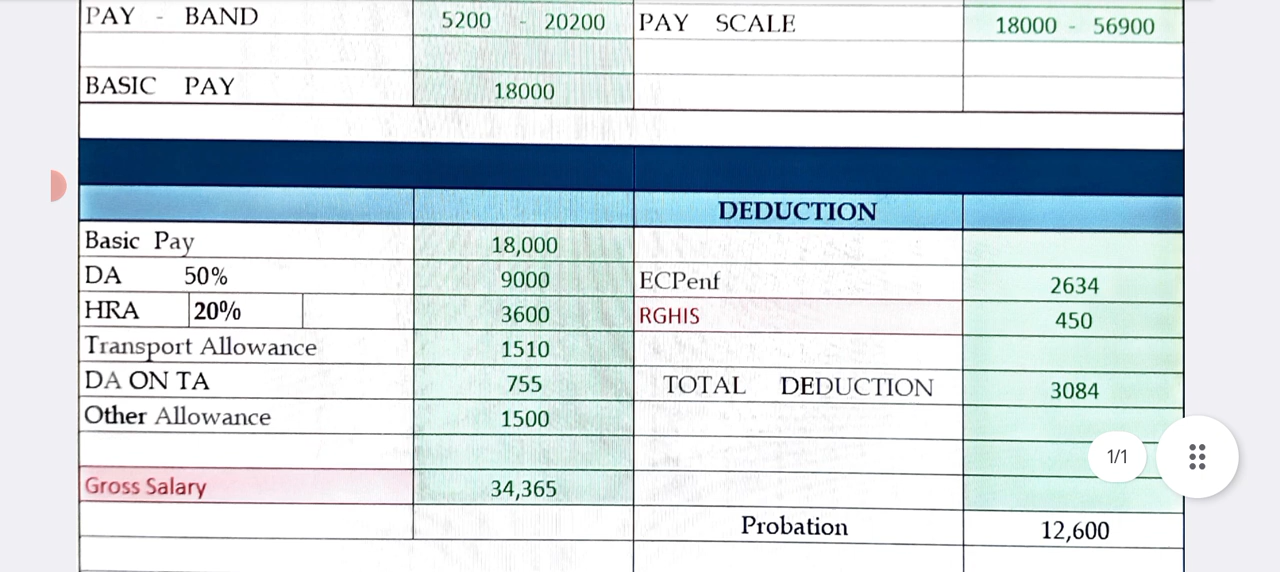 PAY - BAND 5200 - 20200 PAY SCALE 18000 - 56900
BASIC PAY 18000
DEDUCTION
Basic Pay 18,000
DA 50% 9000 ECPenf 2634
HRA 20% 3600 RGHIS 450
Transport Allowance 1510
DA ON TA 755 TOTAL DEDUCTION 3084
Other Allowance 1500
1/1
Gross Salary 34,365
Probation 12,600